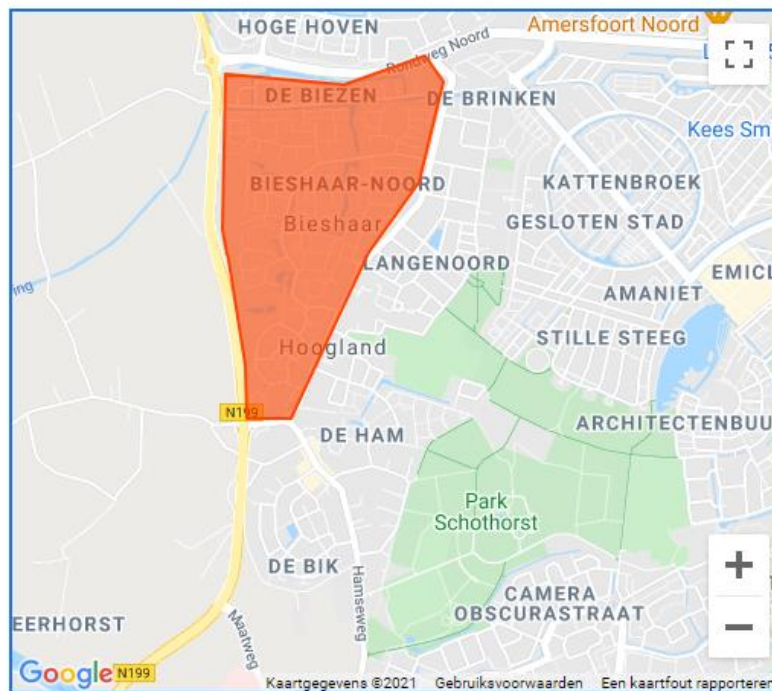 HOGE HOVEN
Amersfoort Noord
Rondweg Noord
DE BIEZEN
DE BRINKEN
Kees Sm
BIESHAAR-NOORD
KATTENBROEK
Bieshaar
GESLOTEN STAD
LANGENOORD
EMICL
AMANIET
ing
STILLE STEEG
Hoogland
N199
DE HAM
ARCHITECTENBUU
Park
Schothorst
DE BIK
Hamseweg
CAMERA
OBSCURASTRAAT
EERHORST
Maatweg
Google
N199
Kaartgegevens ©2021
Gebruiksvoorwaarden
Een kaartfout rapporteren